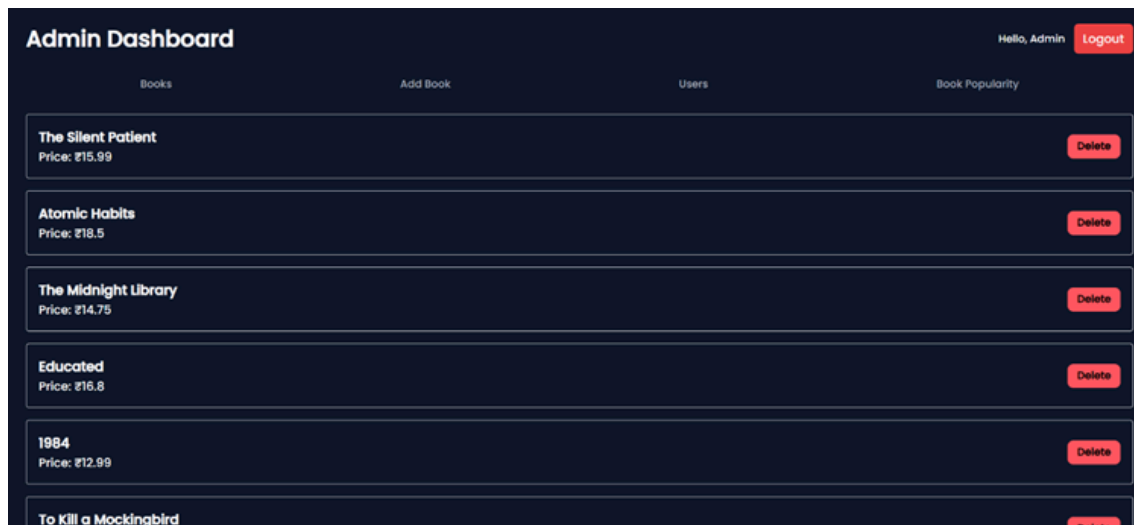 Admin Dashboard
Hello, Admin
Logout
Books
Add Book
Users
Book Popularity
The Silent Patient
Price: ₹15.99
Delete
Atomic Habits
Price: ₹18.5
Delete
The Midnight Library
Price: ₹14.75
Delete
Educated
Price: ₹16.8
Delete
1984
Price: ₹12.99
Delete
To Kill a Mockingbird
Delete